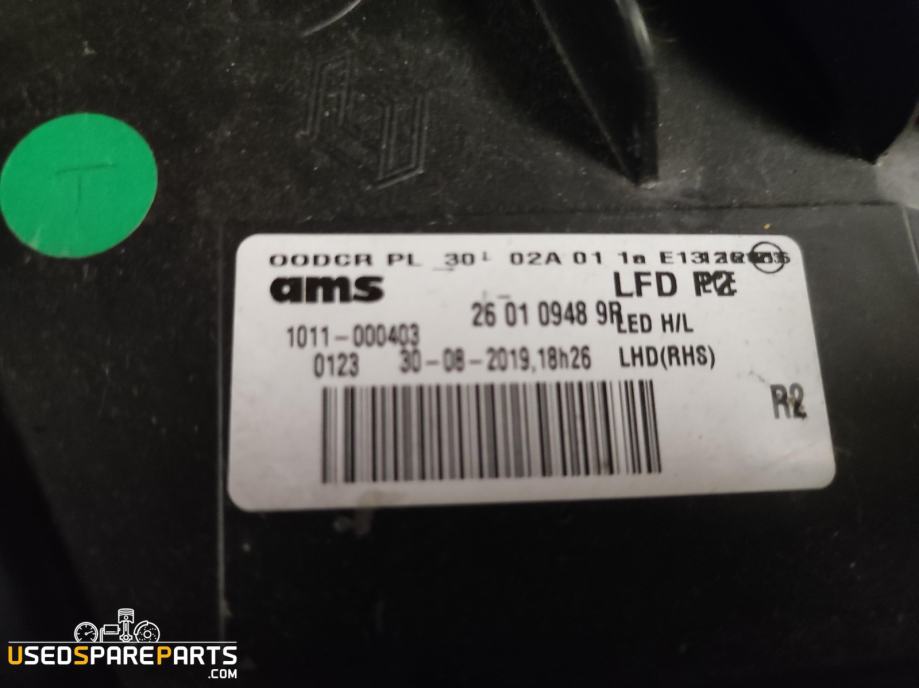 T
OODCR PL 30 02A 01 1a
ams
LFD
26 01 0948 9R
LED H/L
1011-000403
0123 30-08-2019,18h26 LHD(RHS)
R2
USEDSPAREPARTS
.COM